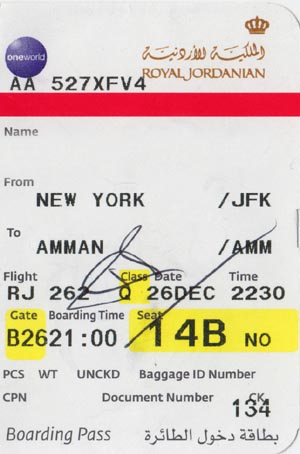 oneworld
الملكية الأردنية
ROYAL JORDANIAN
AA 527XFV4
Name
From
NEW YORK /JFK
To
AMMAN /AMM
Flight Class Date Time
RJ 262 Q 26DEC 2230
Gate Boarding Time Seat
B26 21:00 14B NO
PCS WT UNCKD Baggage ID Number
CPN Document Number CK
134
Boarding Pass بطاقة دخول الطائرة